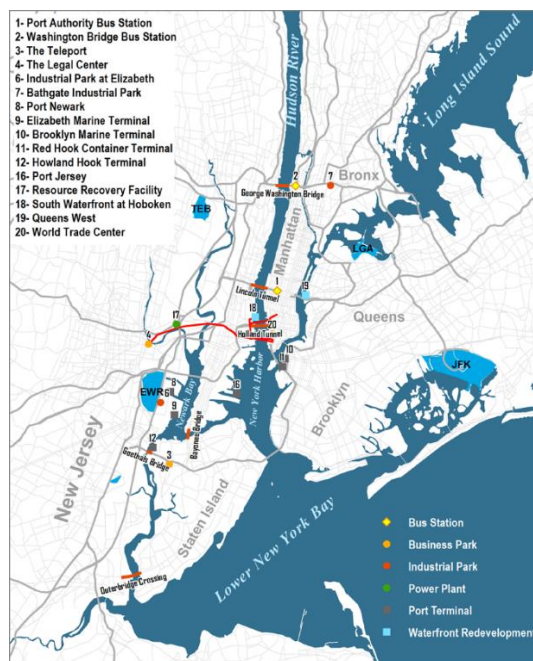 1- Port Authority Bus Station
2- Washington Bridge Bus Station
3- The Teleport
4- The Legal Center
6- Industrial Park at Elizabeth
7- Bathgate Industrial Park
8- Port Newark
9- Elizabeth Marine Terminal
10- Brooklyn Marine Terminal
11- Red Hook Container Terminal
12- Howland Hook Terminal
16- Port Jersey
17- Resource Recovery Facility
18- South Waterfront at Hoboken
19- Queens West
20- World Trade Center
Hudson River
Long Island Sound
2
7
Bronx
George Washington Bridge
TEB
Manhattan
LGA
1
Lincoln Tunnel
19
Queens
17
18
20
4
Holland Tunnel
10
11
JFK
EWR
8
6
9
16
Newark Bay
New York Harbor
Brooklyn
Bayonne Bridge
12
Goethals Bridge
3
New Jersey
Staten Island
Lower New York Bay
Outerbridge Crossing
Bus Station
Business Park
Industrial Park
Power Plant
Port Terminal
Waterfront Redevelopment